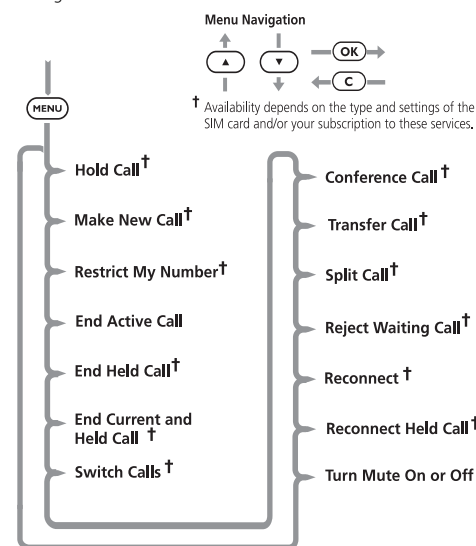 Menu Navigation
OK
C
† Availability depends on the type and settings of the
SIM card and/or your subscription to these services.
MENU
Hold Call†
Make New Call†
Restrict My Number†
End Active Call
End Held Call†
End Current and
Held Call †
Switch Calls †
Conference Call †
Transfer Call†
Split Call†
Reject Waiting Call†
Reconnect †
Reconnect Held Call†
Turn Mute On or Off